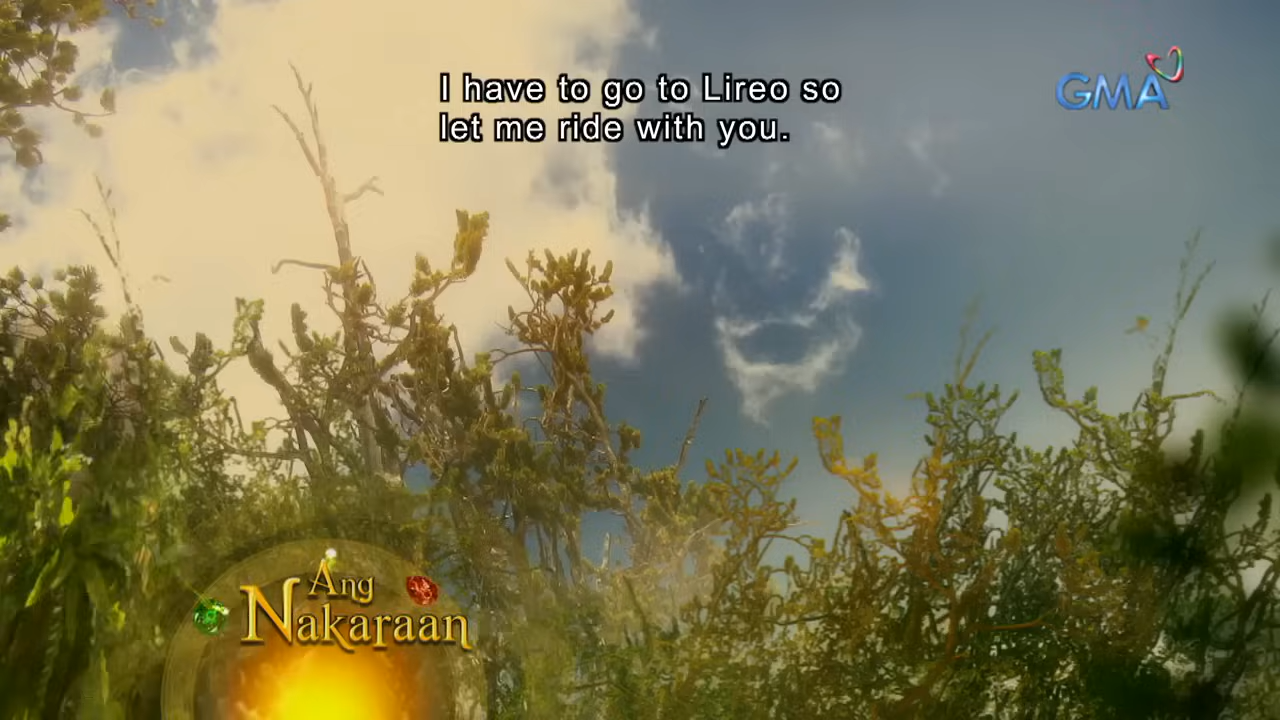 I have to go to Lireo so
let me ride with you.
GMA
Ang
Nakaraan